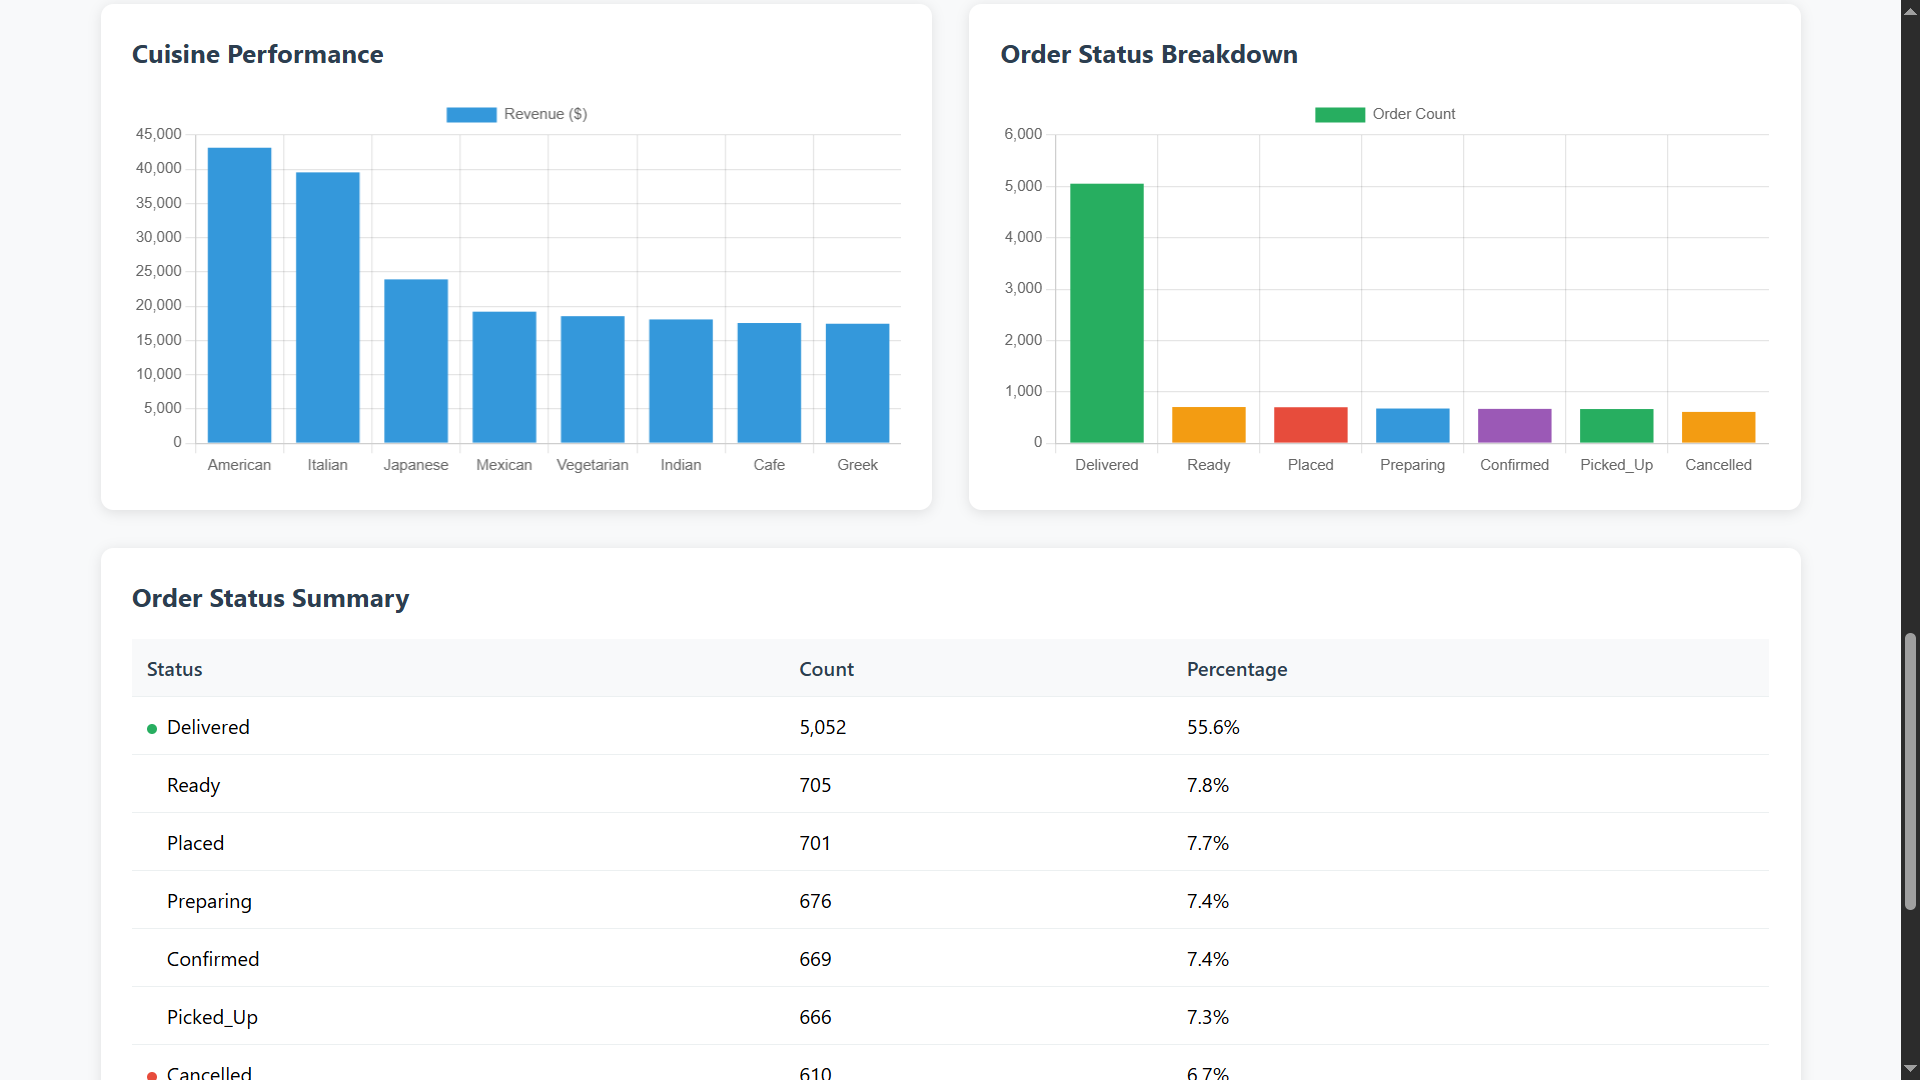 Cuisine Performance
Revenue ($)
45,000
40,000
35,000
30,000
25,000
20,000
15,000
10,000
5,000
0
American Italian Japanese Mexican Vegetarian Indian Cafe Greek
Order Status Breakdown
Order Count
6,000
5,000
4,000
3,000
2,000
1,000
0
Delivered Ready Placed Preparing Confirmed Picked_Up Cancelled
Order Status Summary
Status Count Percentage
Delivered 5,052 55.6%
Ready 705 7.8%
Placed 701 7.7%
Preparing 676 7.4%
Confirmed 669 7.4%
Picked_Up 666 7.3%
Cancelled 610 6.7%